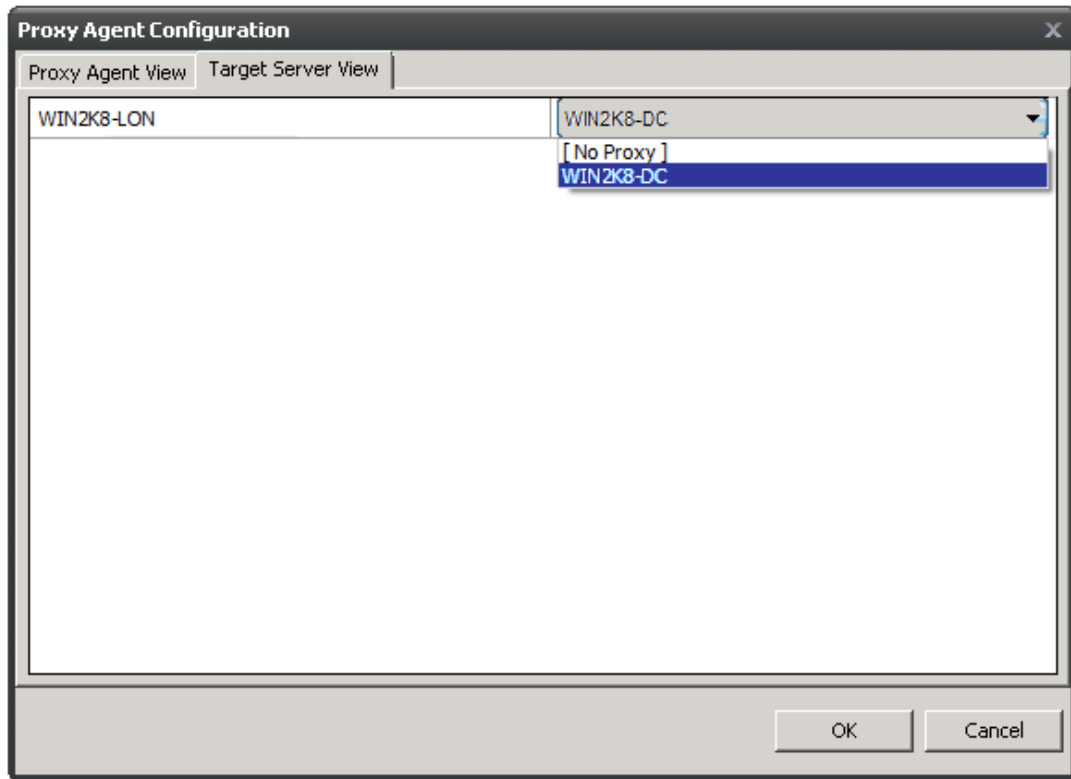 Proxy Agent Configuration
Proxy Agent View Target Server View
WIN2K8-LON WIN2K8-DC
[ No Proxy ]
WIN2K8-DC
OK Cancel